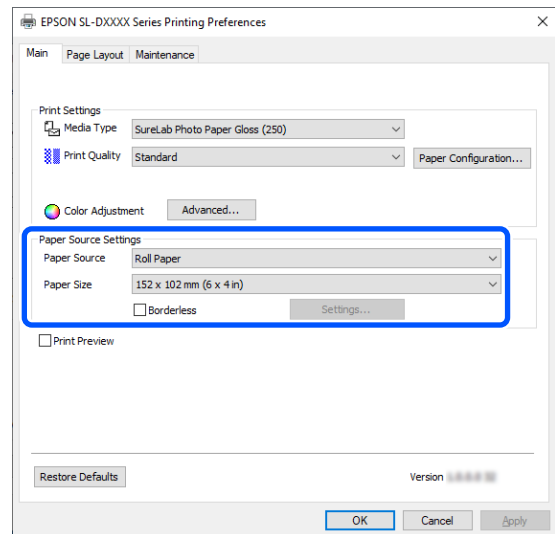 EPSON SL-DXXXX Series Printing Preferences
Main Page Layout Maintenance
Print Settings
Media Type SureLab Photo Paper Gloss (250)
Print Quality Standard Paper Configuration...
Color Adjustment Advanced...
Paper Source Settings
Paper Source Roll Paper
Paper Size 152 x 102 mm (6 x 4 in)
Borderless Settings...
Print Preview
Restore Defaults Version
OK Cancel Apply